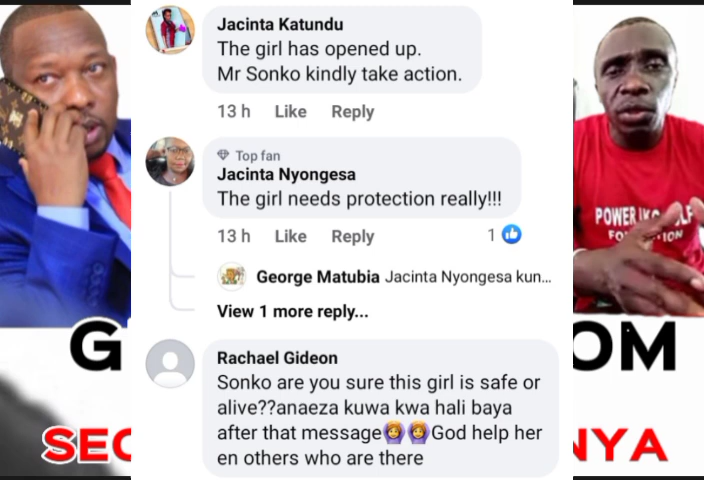 Jacinta Katundu
The girl has opened up.
Mr Sonko kindly take action.
13 h Like Reply
Top fan
Jacinta Nyongesa
The girl needs protection really!!!
13 h Like Reply 1
George Matubia Jacinta Nyongesa kun...
View 1 more reply...
Rachael Gideon
Sonko are you sure this girl is safe or
alive??anaeza kuwa kwa hali baya
after that message🙆🙆God help her
en others who are there
POWER
G
OM
SEC
NYA